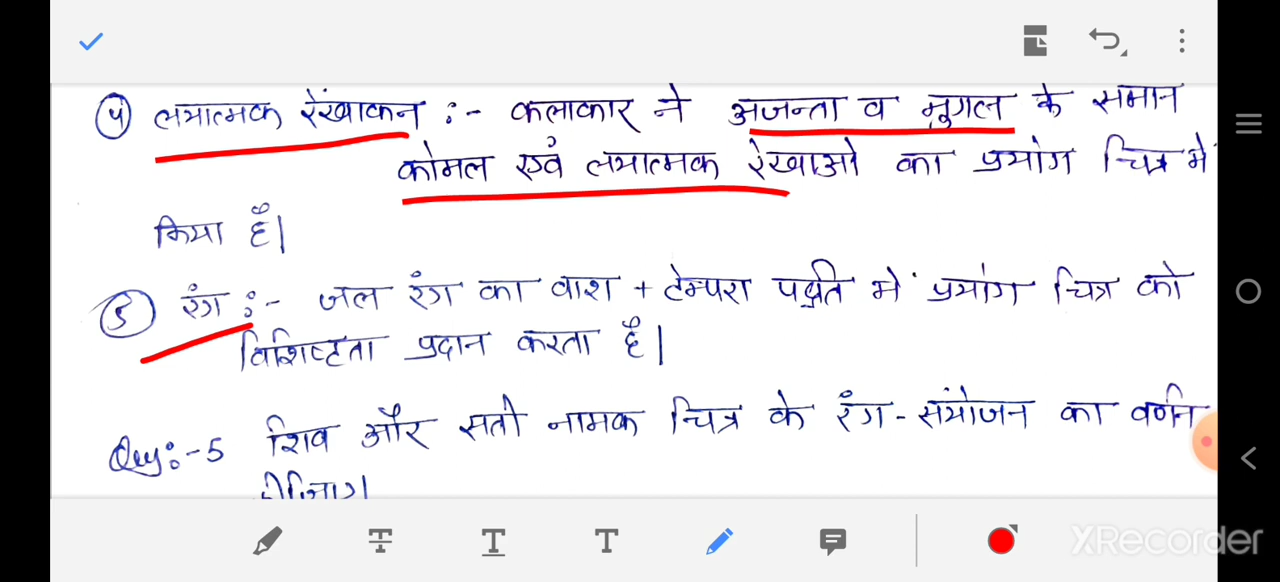 ४ लयात्मक रेंखाकन :- कलाकार ने अजन्ता व मुगल के समान
कोमल एवं लयात्मक रेखाओ का प्रयोग चित्र में
किया है।
5 रंग :- जल रंग का वाश + टेम्परा पद्धति में प्रयोग चित्र को
विशिष्टता प्रदान करता है।
Que:-5 शिव और सती नामक चित्र के रंग-संयोजन का वर्णन
कीजिए।
T T T
XRecorder